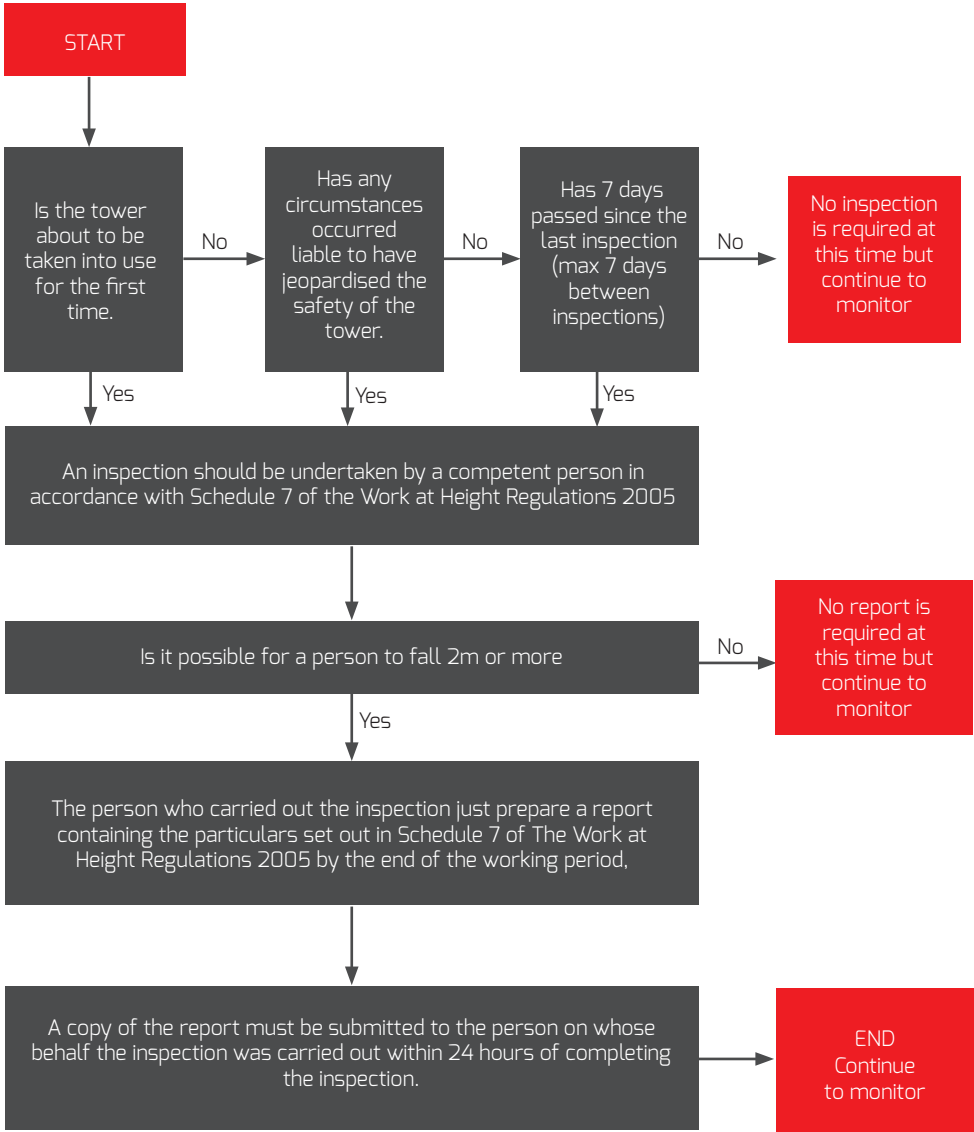 START
Is the tower
about to be
taken into use
for the first
time.
No
Has any
circumstances
occurred
liable to have
jeopardised the
safety of the
tower.
No
Has 7 days
passed since the
last inspection
(max 7 days
between
inspections)
No
No inspection
is required at
this time but
continue to
monitor
Yes
Yes
Yes
An inspection should be undertaken by a competent person in
accordance with Schedule 7 of the Work at Height Regulations 2005
Is it possible for a person to fall 2m or more
No
No report is
required at
this time but
continue to
monitor
Yes
The person who carried out the inspection just prepare a report
containing the particulars set out in Schedule 7 of The Work at
Height Regulations 2005 by the end of the working period,
A copy of the report must be submitted to the person on whose
behalf the inspection was carried out within 24 hours of completing
the inspection.
END
Continue
to monitor